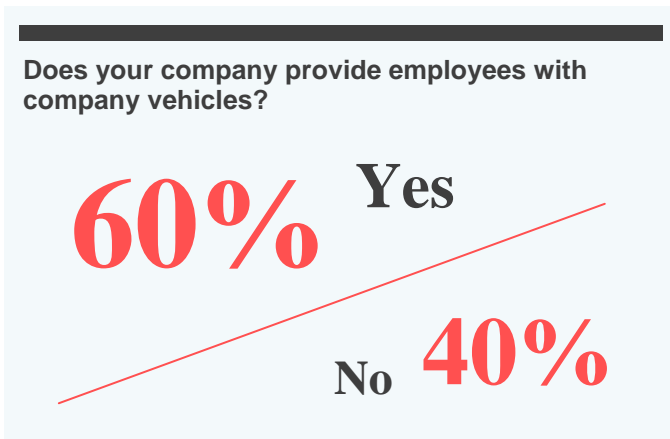 Does your company provide employees with
company vehicles?
60% Yes
No 40%